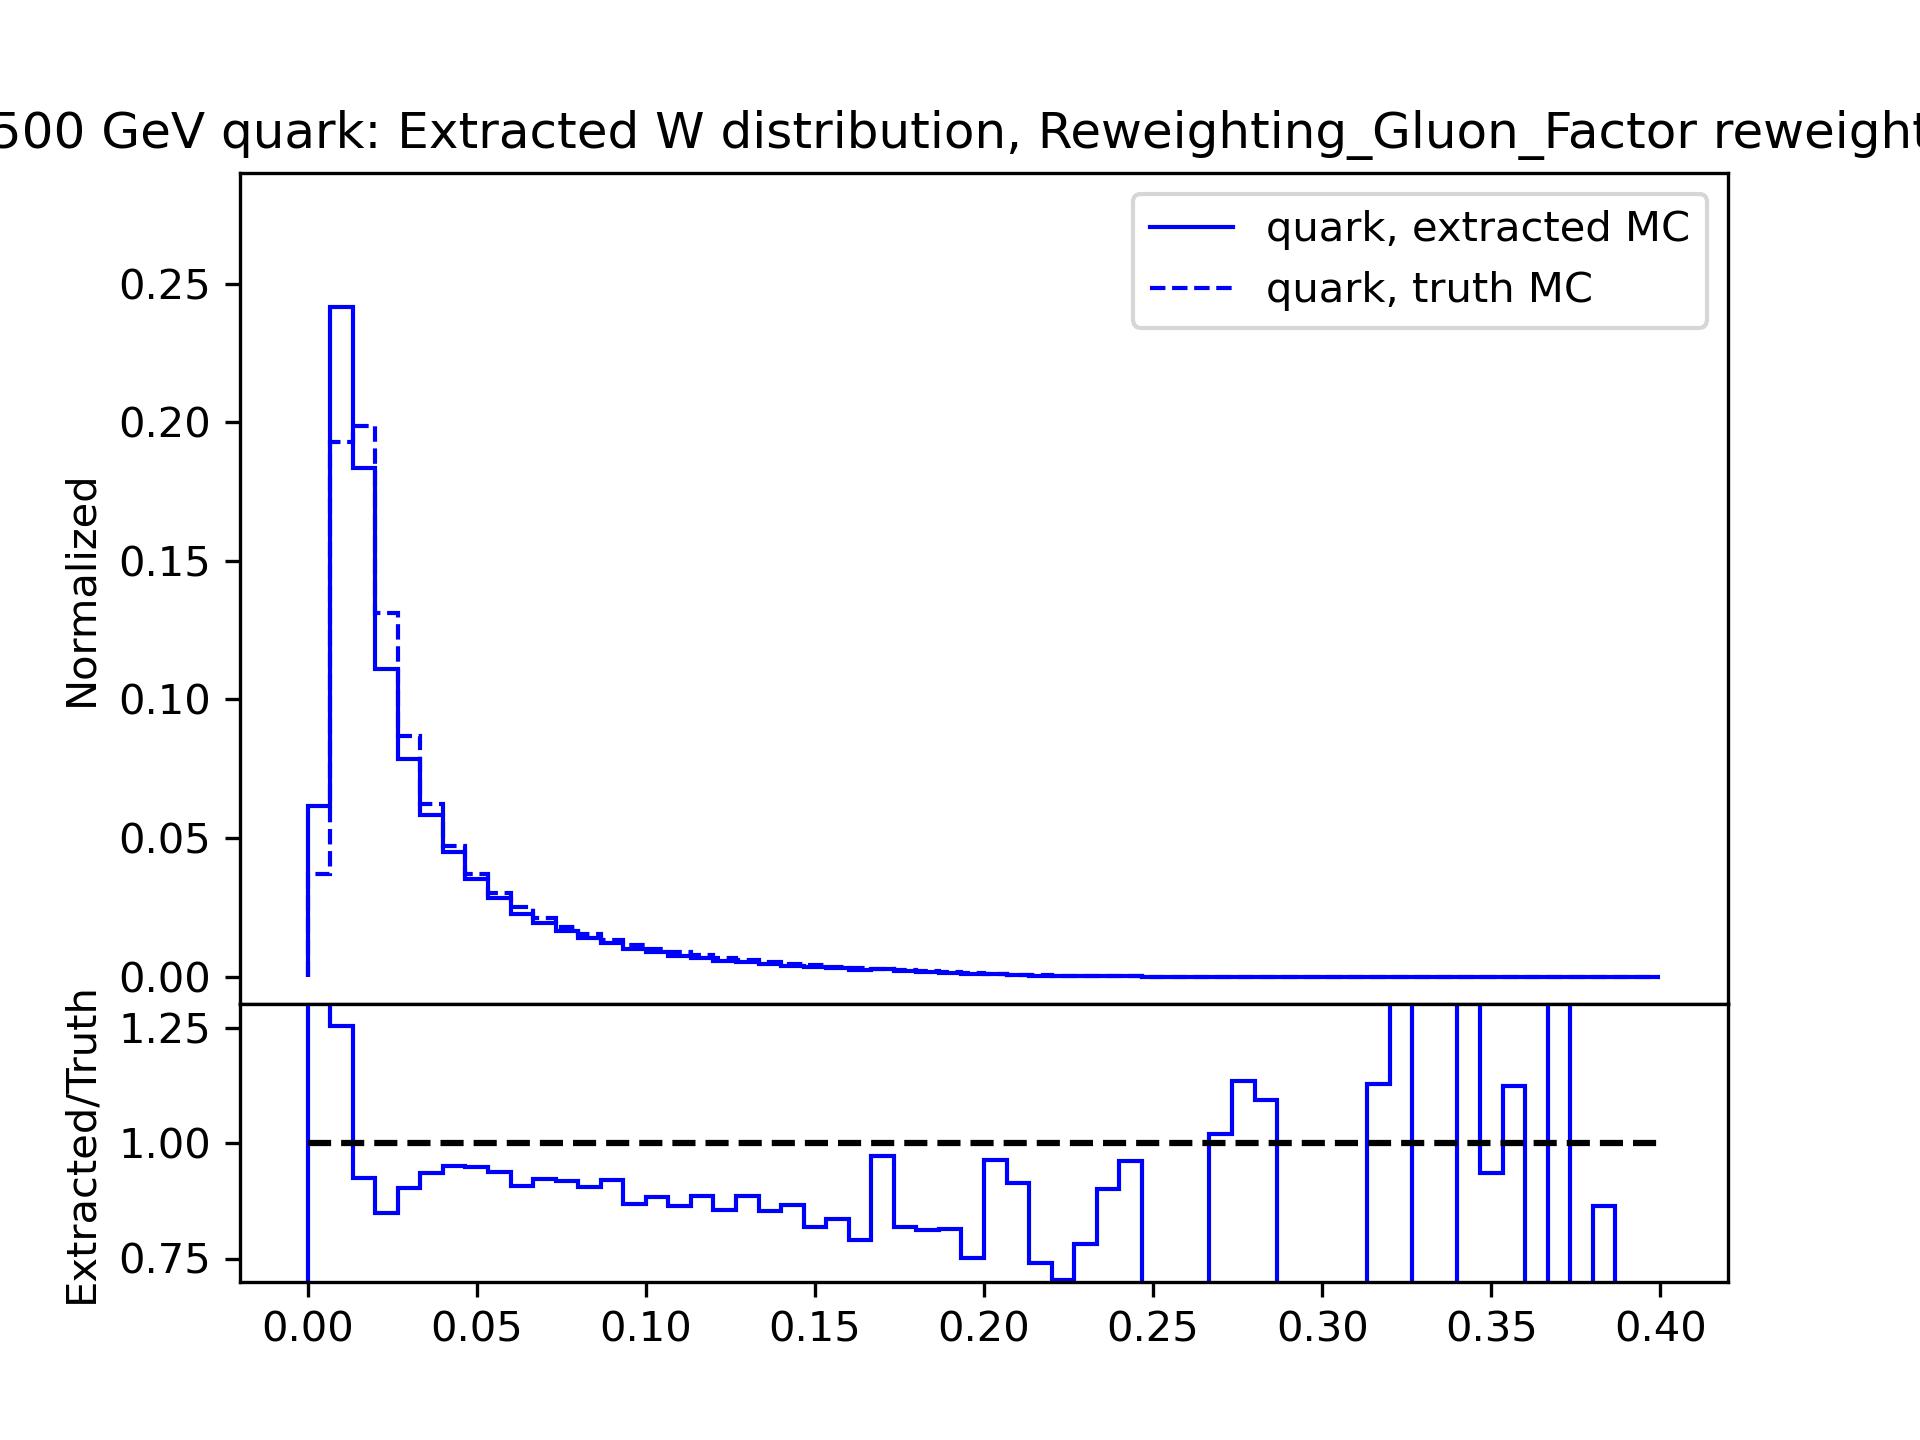 500 GeV quark: Extracted W distribution, Reweighting_Gluon_Factor reweight
quark, extracted MC
quark, truth MC
Normalized
0.25
0.20
0.15
0.10
0.05
0.00
Extracted/Truth
1.25
1.00
0.75
0.00 0.05 0.10 0.15 0.20 0.25 0.30 0.35 0.40